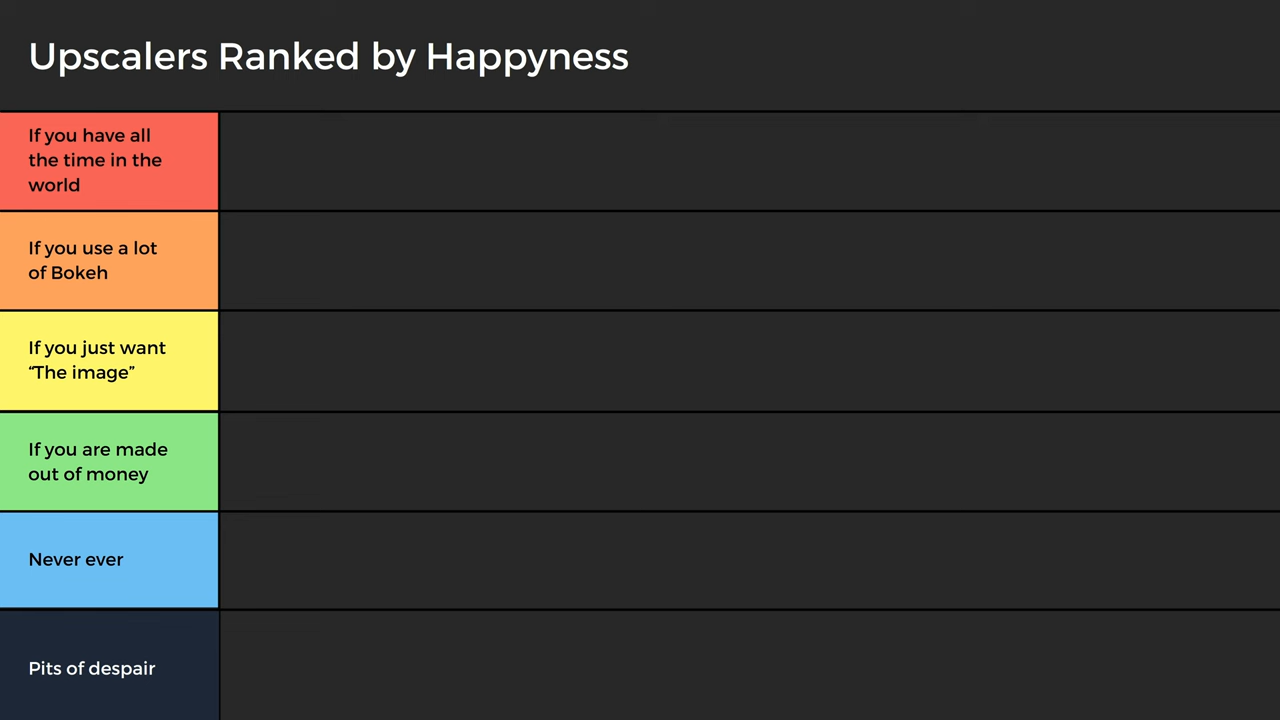 Upscalers Ranked by Happyness
If you have all
the time in the
world
If you use a lot
of Bokeh
If you just want
“The image”
If you are made
out of money
Never ever
Pits of despair